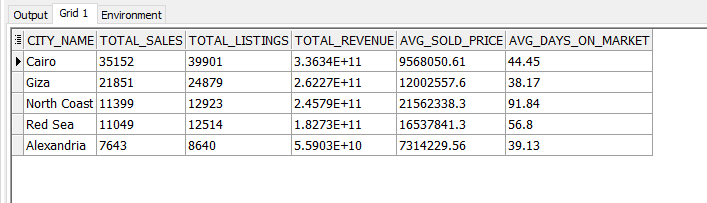 Output Grid 1 Environment
CITY_NAME TOTAL_SALES TOTAL_LISTINGS TOTAL_REVENUE AVG_SOLD_PRICE AVG_DAYS_ON_MARKET
Cairo 35152 39901 3.3634E+11 9568050.61 44.45
Giza 21851 24879 2.6227E+11 12002557.6 38.17
North Coast 11399 12923 2.4579E+11 21562338.3 91.84
Red Sea 11049 12514 1.8273E+11 16537841.3 56.8
Alexandria 7643 8640 5.5903E+10 7314229.56 39.13